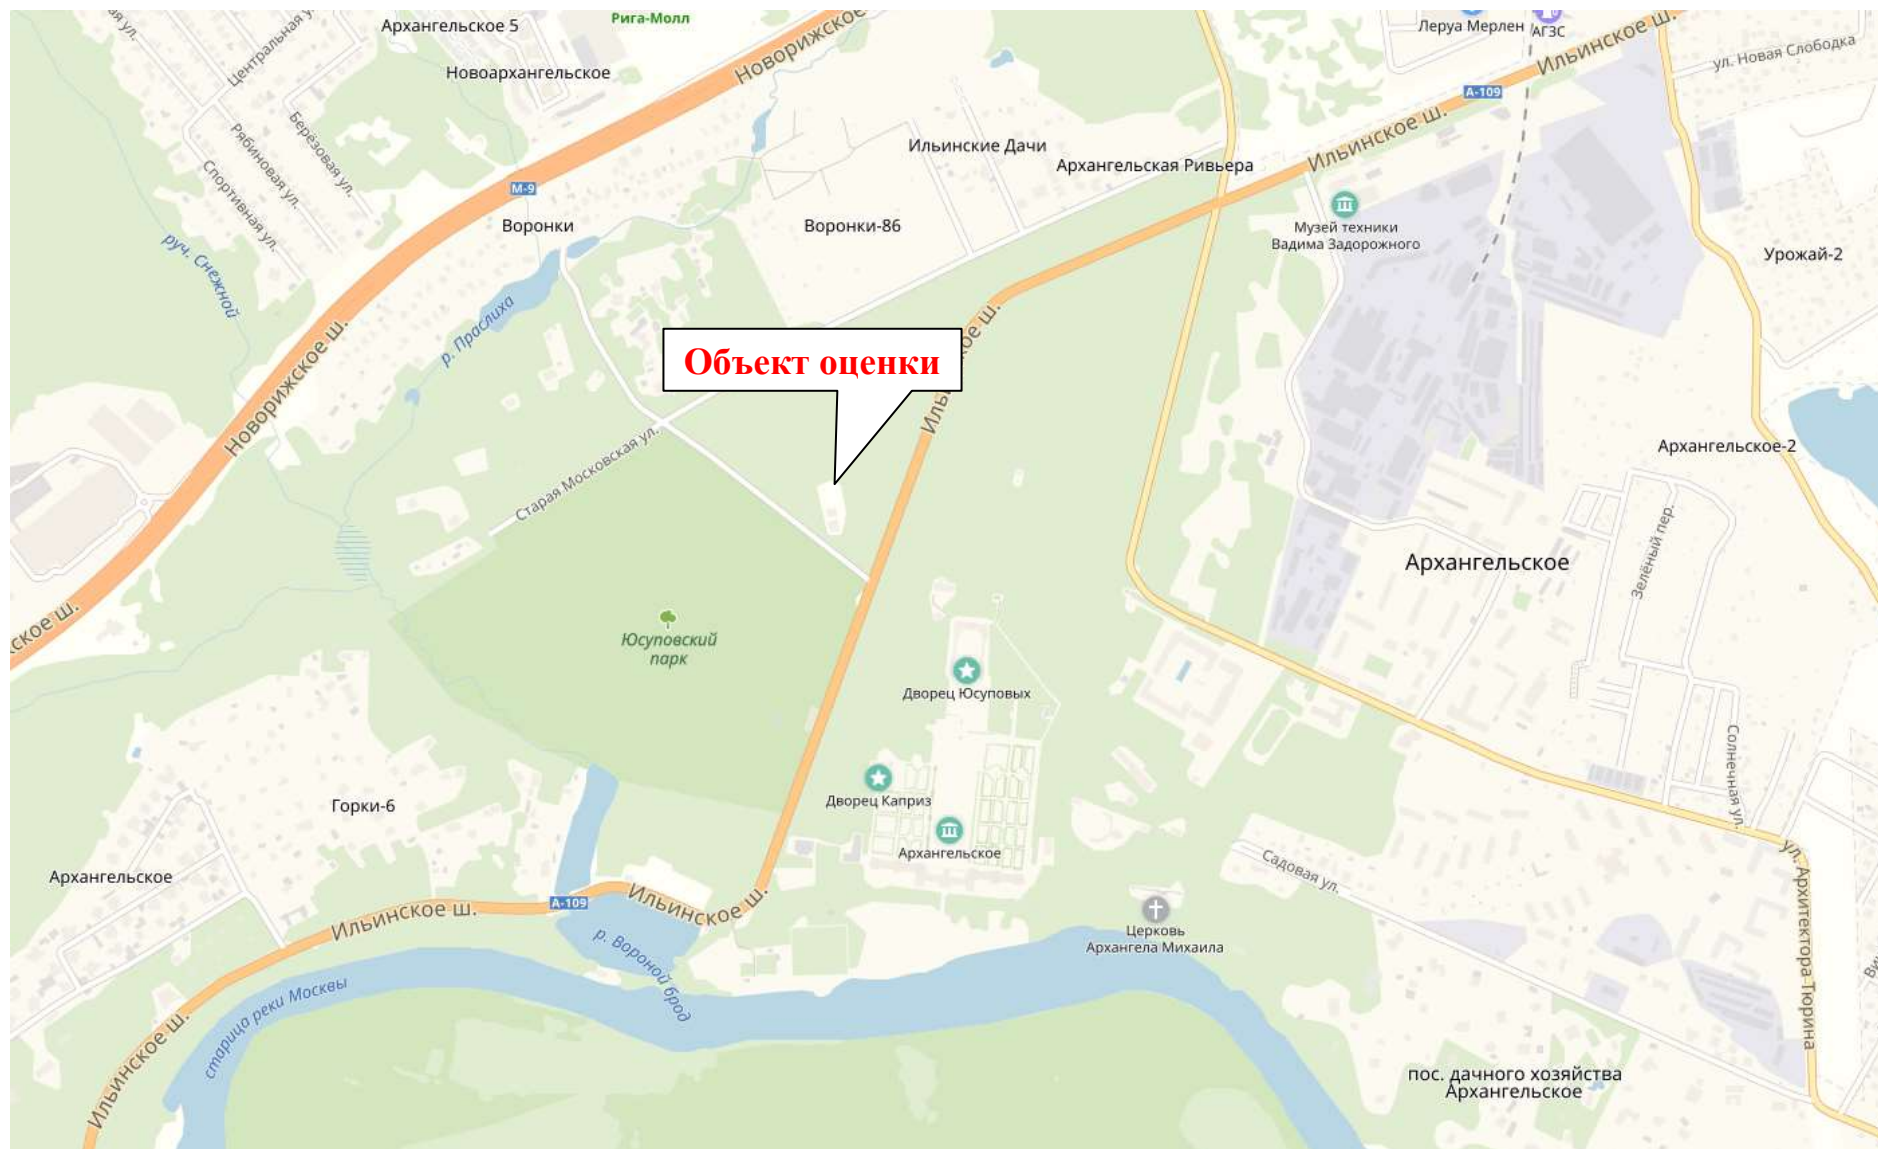 Архангельское 5
Рига-Молл
Новорижское
Леруа Мерлен
АГЗС
Ильинское ш.
ул. Новая Слободка
Центральная у
ул.
Новоархангельское
А-109
Берёзовая ул.
Рябиновая ул.
Спортивная ул.
Ильинские Дачи
Архангельская Ривьера
Ильинское ш.
М-9
Воронки
Воронки-86
Музей техники
Вадима Задорожного
Урожай-2
руч. Снежной
р. Праслиха
Новорижское ш.
Объект оценки
Старая Московская ул.
Архангельское-2
Зелёный пер.
Архангельское
ское ш.
Юсуповский
парк
Дворец Юсуповых
Солнечная ул.
Дворец Каприз
Горки-6
Архангельское
Архангельское
Садовая ул.
ул. Архитектора Тюрина
А-109
Ильинское ш.
Ильинское ш.
р. Вороной брод
Церковь
Архангела Михаила
старица реки Москвы
Ильинское ш.
пос. дачного хозяйства
Архангельское